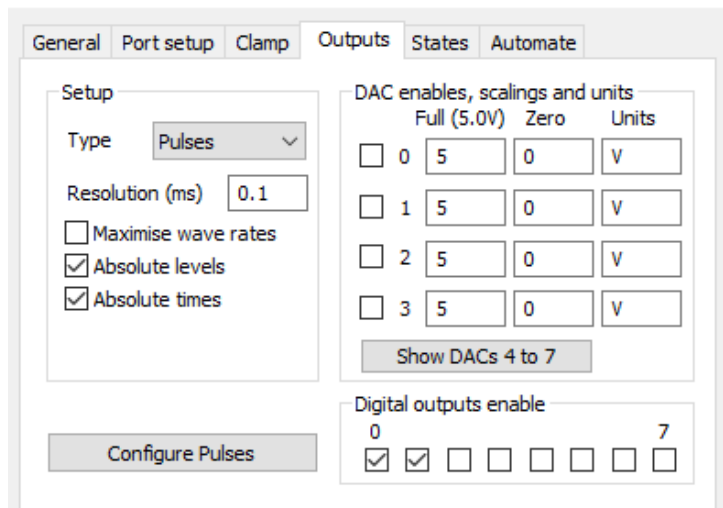 General Port setup Clamp Outputs States Automate
Setup
Type Pulses
Resolution (ms) 0.1
Maximise wave rates
Absolute levels
Absolute times
Configure Pulses
DAC enables, scalings and units
Full (5.0V) Zero Units
0 5 0 V
1 5 0 V
2 5 0 V
3 5 0 V
Show DACs 4 to 7
Digital outputs enable
0 7